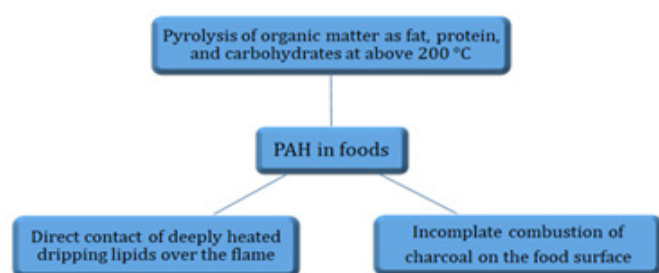 Pyrolysis of organic matter as fat, protein,
and carbohydrates at above 200 °C
PAH in foods
Direct contact of deeply heated
dripping lipids over the flame
Incomplate combustion of
charcoal on the food surface